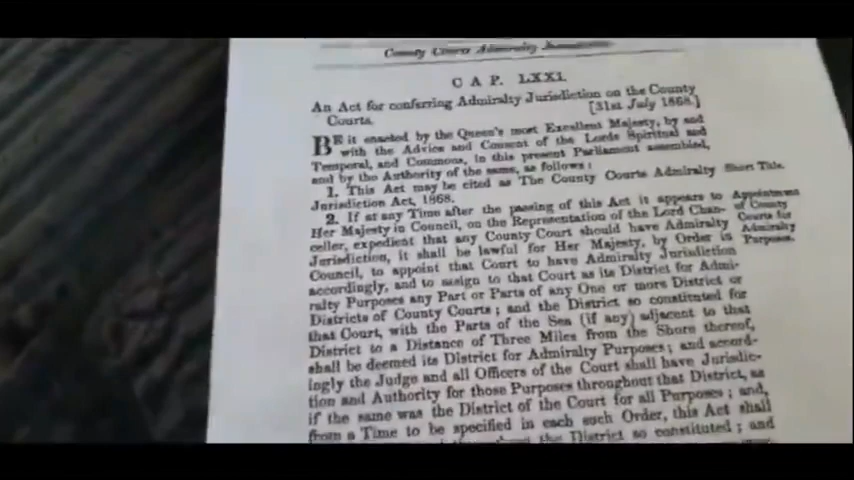 County Courts Admiralty Jurisdiction.
CAP. LXXI.
An Act for conferring Admiralty Jurisdiction on the County
Courts. [31st July 1868.]
BE it enacted by the Queen's most Excellent Majesty, by and
with the Advice and Consent of the Lords Spiritual and
Temporal, and Commons, in this present Parliament assembled,
and by the Authority of the same, as follows:
1. This Act may be cited as The County Courts Admiralty Short Title.
Jurisdiction Act, 1868.
2. If at any Time after the passing of this Act it appears to Appointment
Her Majesty in Council, on the Representation of the Lord Chan- of County
celler, expedient that any County Court should have Admiralty Courts for
Jurisdiction, it shall be lawful for Her Majesty, by Order in Admiralty
Council, to appoint that Court to have Admiralty Jurisdiction Purposes.
accordingly, and to assign to that Court as its District for Admi-
ralty Purposes any Part or Parts of any One or more District or
Districts of County Courts; and the District so constituted for
that Court, with the Parts of the Sea (if any) adjacent to that
District to a Distance of Three Miles from the Shore thereof,
shall be deemed its District for Admiralty Purposes; and accord-
ingly the Judge and all Officers of the Court shall have Jurisdic-
tion and Authority for those Purposes throughout that District, as
if the same was the District of the Court for all Purposes; and,
from a Time to be specified in each such Order, this Act shall
the District so constituted; and